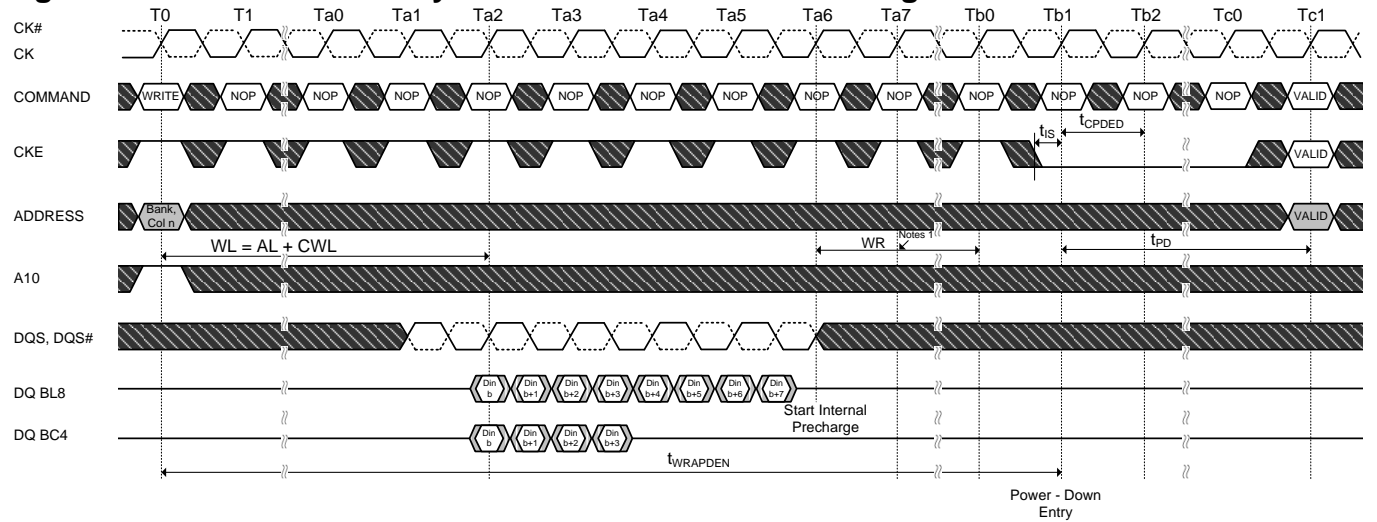 T0 T1 Ta0 Ta1 Ta2 Ta3 Ta4 Ta5 Ta6 Ta7 Tb0 Tb1 Tb2 Tc0 Tc1
CK#
CK
COMMAND WRITE NOP NOP NOP NOP NOP NOP NOP NOP NOP NOP NOP NOP NOP VALID
tIS tCPDED
CKE VALID
ADDRESS Bank, Col n VALID
WL = AL + CWL WR Notes 1 tPD
A10
DQS, DQS#
DQ BL8 Din b Din b+1 Din b+2 Din b+3 Din b+4 Din b+5 Din b+6 Din b+7
Start Internal
Precharge
DQ BC4 Din b Din b+1 Din b+2 Din b+3
tWRAPDEN
Power - Down
Entry